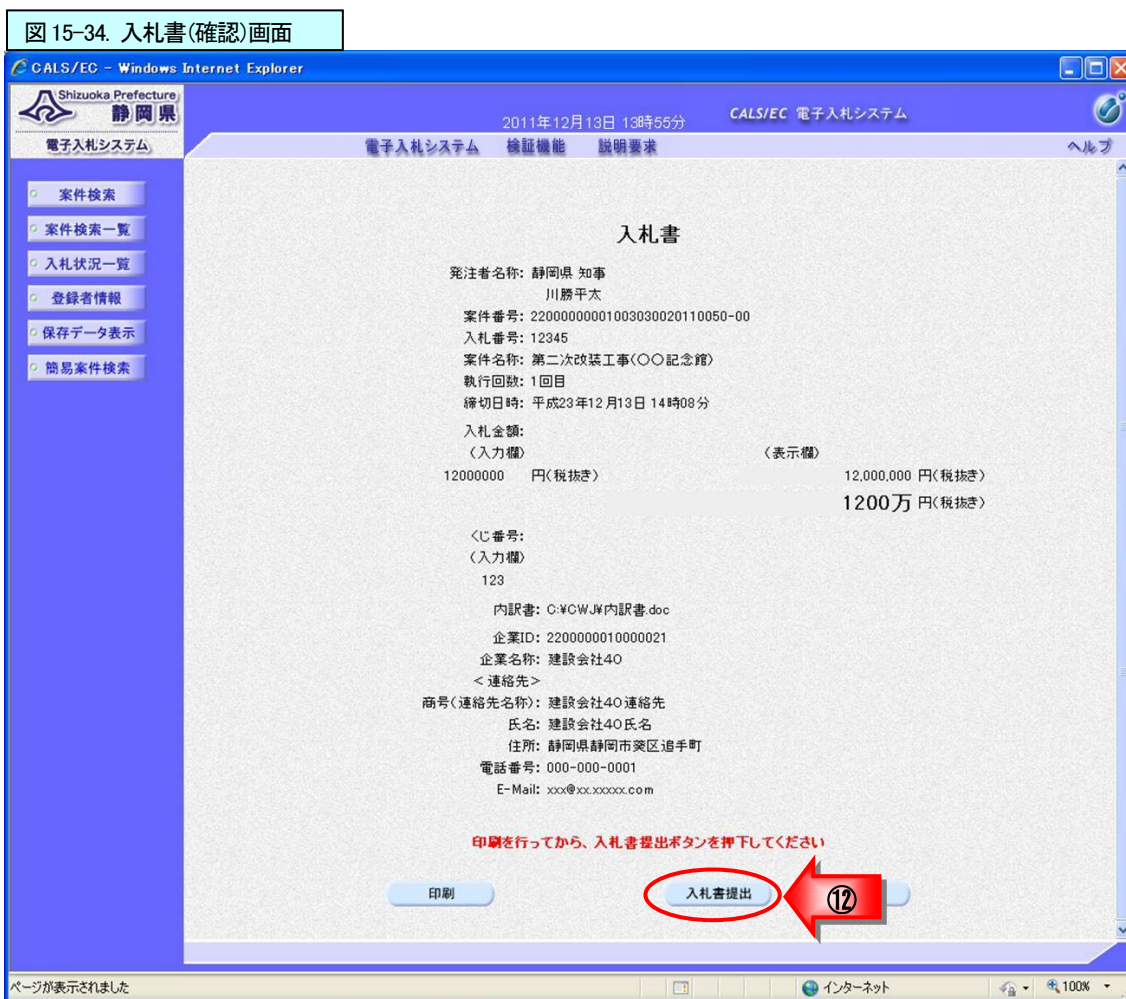 図 15-34. 入札書(確認)画面
CALS/EC - Windows Internet Explorer
Shizuoka Prefecture
静岡県
2011年12月13日 13時55分
CALS/EC 電子入札システム
電子入札システム
電子入札システム 検証機能 説明要求
ヘルプ
案件検索
案件検索一覧
入札状況一覧
登録者情報
保存データ表示
簡易案件検索
入札書
発注者名称: 静岡県 知事
川勝平太
案件番号: 2200000000100303002011​0050-00
入札番号: 12345
案件名称: 第二次改装工事(〇〇記念館)
執行回数: 1回目
締切日時: 平成23年12月13日 14時08分
入札金額:
(入力欄) (表示欄)
12000000 円(税抜き) 12,000,000 円(税抜き)
1200万 円(税抜き)
くじ番号:
(入力欄)
123
内訳書: C:¥CWJ¥内訳書.doc
企業ID: 2200000010000021
企業名称: 建設会社40
<連絡先>
商号(連絡先名称): 建設会社40連絡先
氏名: 建設会社40氏名
住所: 静岡県静岡市葵区追手町
電話番号: 000-000-0001
E-Mail: xxx@xx.xxxxx.com
印刷を行ってから、入札書提出ボタンを押下してください
印刷 入札書提出 ⑫
ページが表示されました インターネット 100%